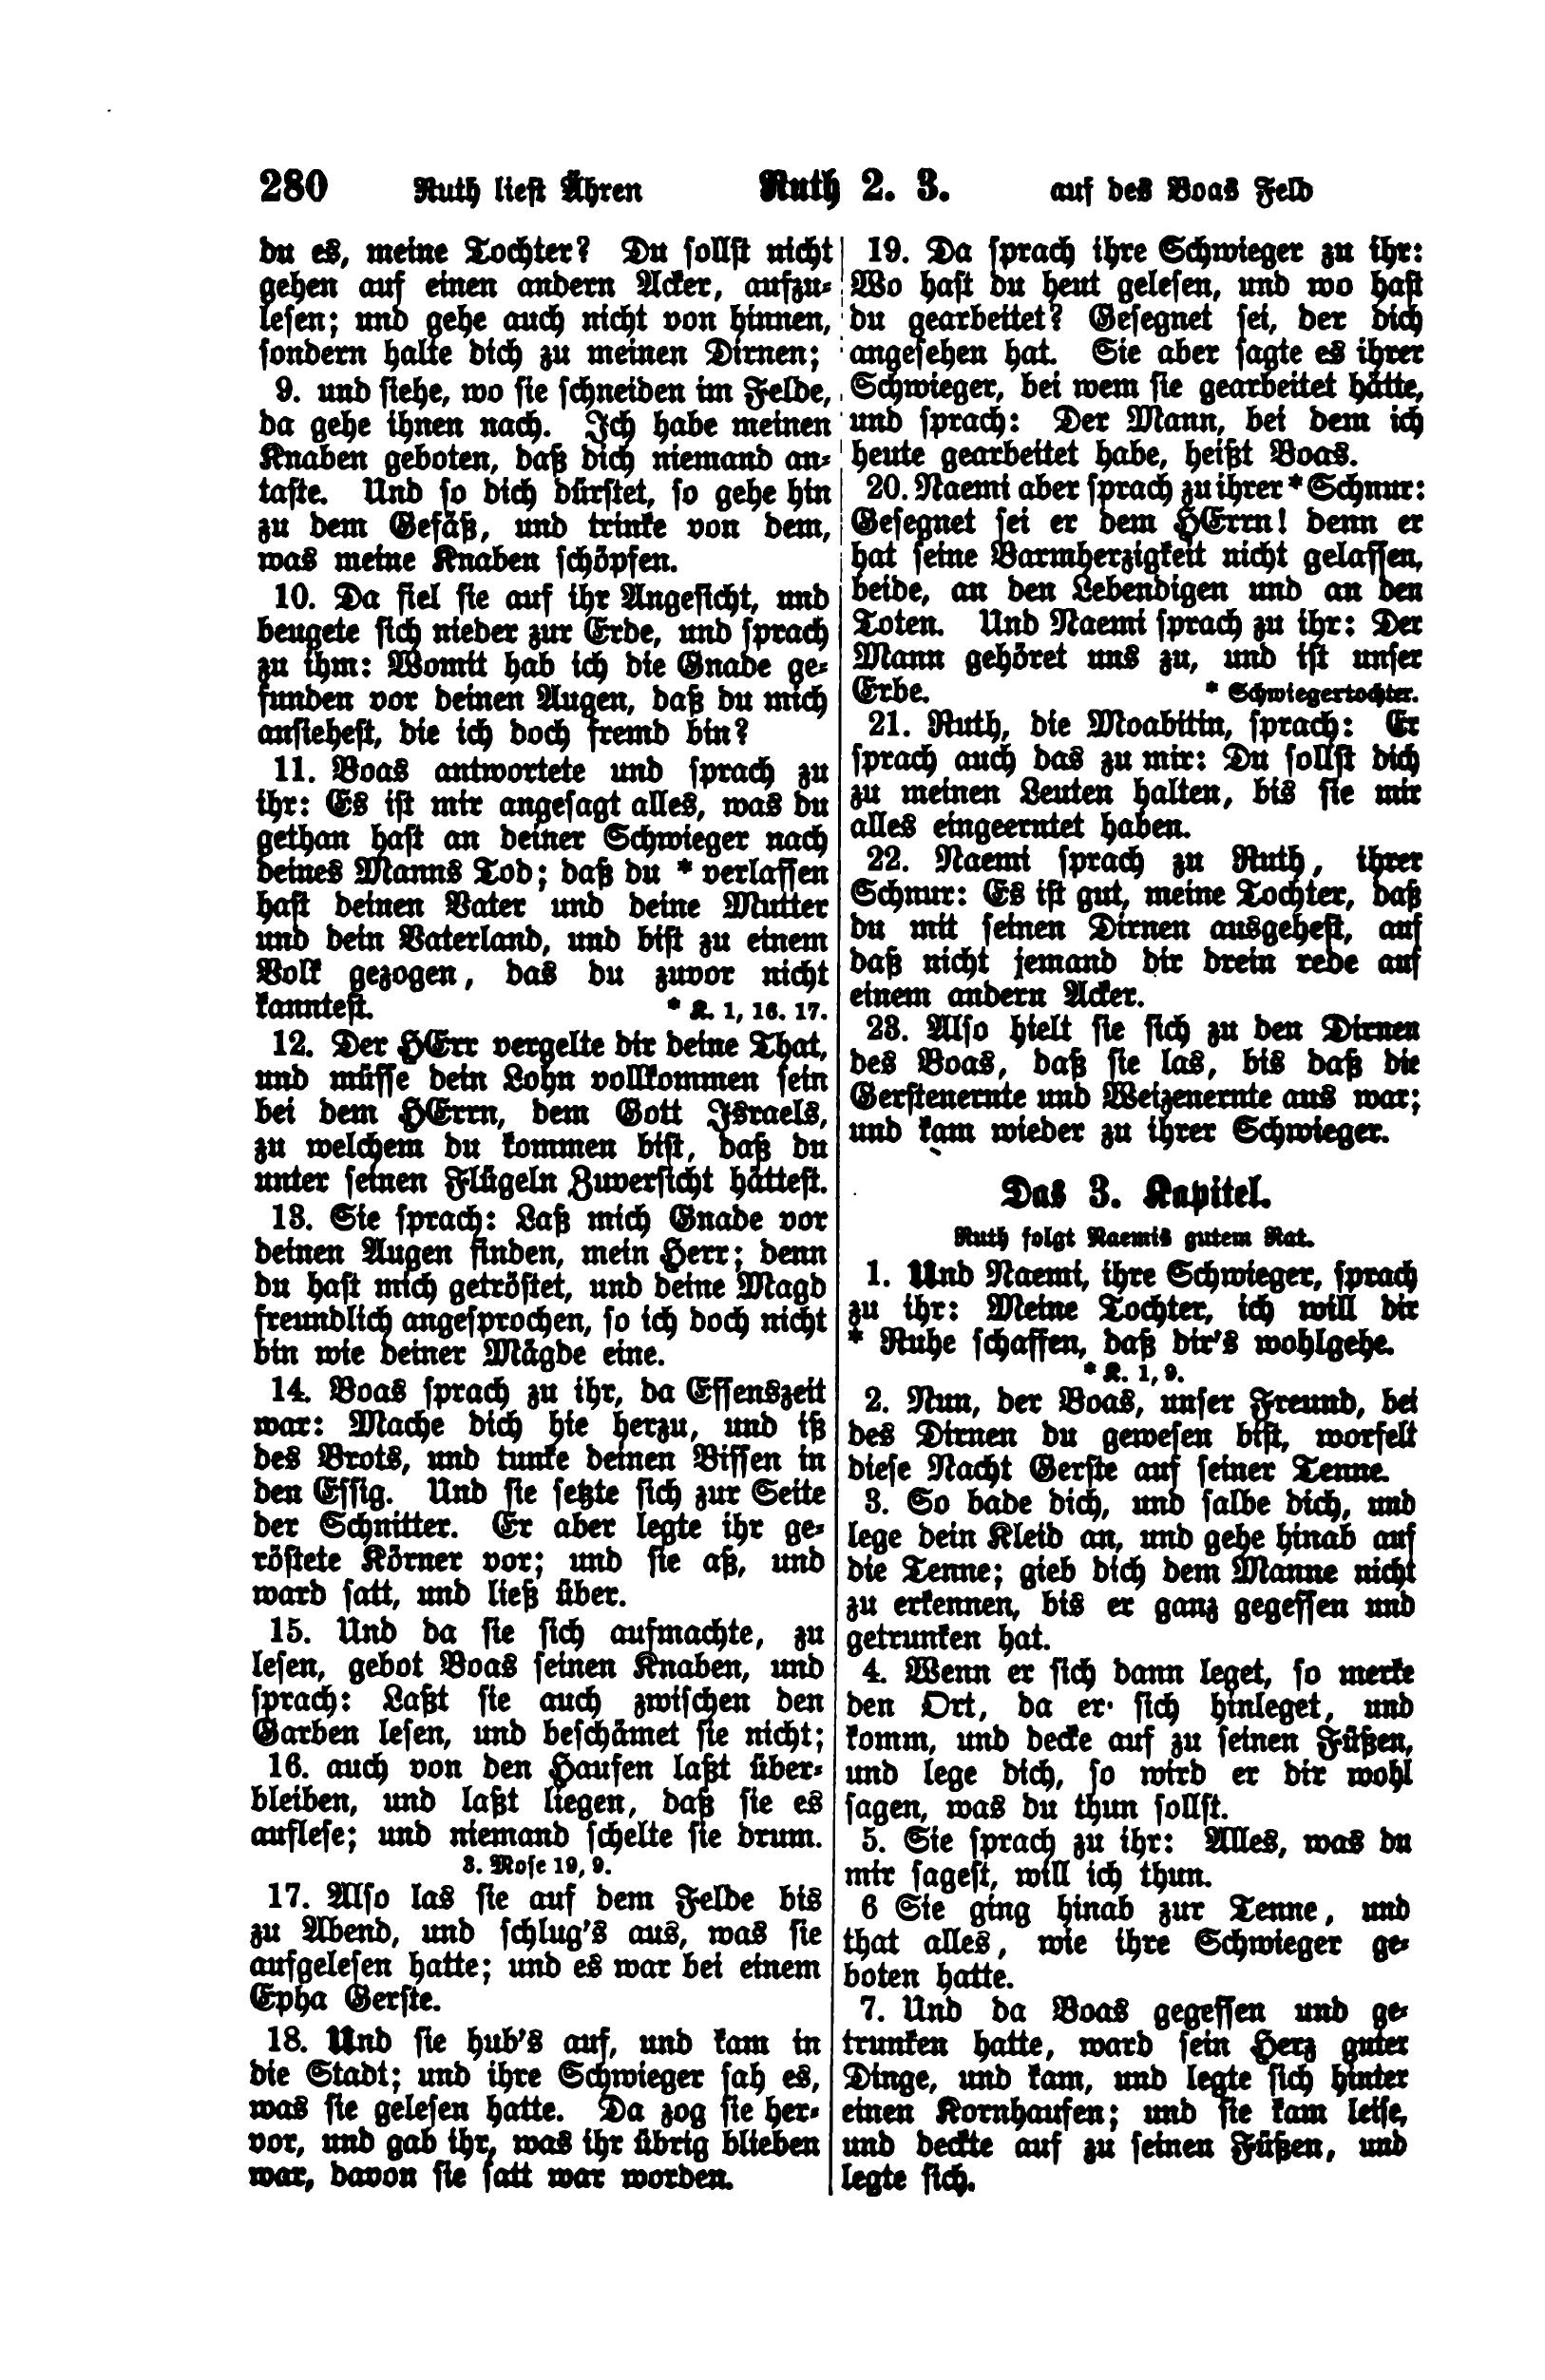 280 Ruth liest Ähren Ruth 2. 3. auf des Boas Feld
du es, meine Tochter? Du sollst nicht
gehen auf einen andern Acker, aufzu-
lesen; und gehe auch nicht von hinnen,
sondern halte dich zu meinen Dirnen;
9. und siehe, wo sie schneiden im Felde,
da gehe ihnen nach. Ich habe meinen
Knaben geboten, daß dich niemand an-
taste. Und so dich dürstet, so gehe hin
zu dem Gefäß, und trinke von dem,
was meine Knaben schöpfen.
10. Da fiel sie auf ihr Angesicht, und
beugete sich nieder zur Erde, und sprach
zu ihm: Womit hab ich die Gnade ge-
funden vor deinen Augen, daß du mich
ansiehest, die ich doch fremd bin?
11. Boas antwortete und sprach zu
ihr: Es ist mir angesagt alles, was du
gethan hast an deiner Schwieger nach
deines Manns Tod; daß du * verlassen
hast deinen Vater und deine Mutter
und dein Vaterland, und bist zu einem
Volk gezogen, das du zuvor nicht
kanntest. * K. 1, 16. 17.
12. Der HErr vergelte dir deine That,
und müsse dein Lohn vollkommen sein
bei dem HErrn, dem Gott Israels,
zu welchem du kommen bist, daß du
unter seinen Flügeln Zuversicht hättest.
13. Sie sprach: Laß mich Gnade vor
deinen Augen finden, mein Herr; denn
du hast mich getröstet, und deine Magd
freundlich angesprochen, so ich doch nicht
bin wie deiner Mägde eine.
14. Boas sprach zu ihr, da Essenszeit
war: Mache dich hie herzu, und iß
des Brots, und tunke deinen Bissen in
den Essig. Und sie setzte sich zur Seite
der Schnitter. Er aber legte ihr ge-
röstete Körner vor; und sie aß, und
ward satt, und ließ über.
15. Und da sie sich aufmachte, zu
lesen, gebot Boas seinen Knaben, und
sprach: Laßt sie auch zwischen den
Garben lesen, und beschämet sie nicht;
16. auch von den Haufen laßt über-
bleiben, und laßt liegen, daß sie es
auflese; und niemand schelte sie drum.
3. Mose 19, 9.
17. Also las sie auf dem Felde bis
zu Abend, und schlug's aus, was sie
aufgelesen hatte; und es war bei einem
Epha Gerste.
18. Und sie hub's auf, und kam in
die Stadt; und ihre Schwieger sah es,
was sie gelesen hatte. Da zog sie her-
vor, und gab ihr, was ihr übrig blieben
war, davon sie satt war worden.
19. Da sprach ihre Schwieger zu ihr:
Wo hast du heut gelesen, und wo hast
du gearbeitet? Gesegnet sei, der dich
angesehen hat. Sie aber sagte es ihrer
Schwieger, bei wem sie gearbeitet hätte,
und sprach: Der Mann, bei dem ich
heute gearbeitet habe, heißt Boas.
20. Naemi aber sprach zu ihrer * Schnur:
Gesegnet sei er dem HErrn! denn er
hat seine Barmherzigkeit nicht gelassen,
beide, an den Lebendigen und an den
Toten. Und Naemi sprach zu ihr: Der
Mann gehöret uns zu, und ist unser
Erbe. * Schwiegertochter.
21. Ruth, die Moabitin, sprach: Er
sprach auch das zu mir: Du sollst dich
zu meinen Leuten halten, bis sie mir
alles eingeerntet haben.
22. Naemi sprach zu Ruth, ihrer
Schnur: Es ist gut, meine Tochter, daß
du mit seinen Dirnen ausgehest, auf
daß nicht jemand dir drein rede auf
einem andern Acker.
23. Also hielt sie sich zu den Dirnen
des Boas, daß sie las, bis daß die
Gerstenernte und Weizenernte aus war;
und kam wieder zu ihrer Schwieger.
Das 3. Kapitel.
Ruth folgt Naemis gutem Rat.
1. Und Naemi, ihre Schwieger, sprach
zu ihr: Meine Tochter, ich will dir
* Ruhe schaffen, daß dir's wohlgehe.
* K. 1, 9.
2. Nun, der Boas, unser Freund, bei
des Dirnen du gewesen bist, worfelt
diese Nacht Gerste auf seiner Tenne.
3. So bade dich, und salbe dich, und
lege dein Kleid an, und gehe hinab auf
die Tenne; gieb dich dem Manne nicht
zu erkennen, bis er ganz gegessen und
getrunken hat.
4. Wenn er sich dann leget, so merke
den Ort, da er sich hinleget, und
komm, und decke auf zu seinen Füßen,
und lege dich, so wird er dir wohl
sagen, was du thun sollst.
5. Sie sprach zu ihr: Alles, was du
mir sagest, will ich thun.
6 Sie ging hinab zur Tenne, und
that alles, wie ihre Schwieger ge-
boten hatte.
7. Und da Boas gegessen und ge-
trunken hatte, ward sein Herz guter
Dinge, und kam, und legte sich hinter
einen Kornhaufen; und sie kam leise,
und deckte auf zu seinen Füßen, und
legte sich.